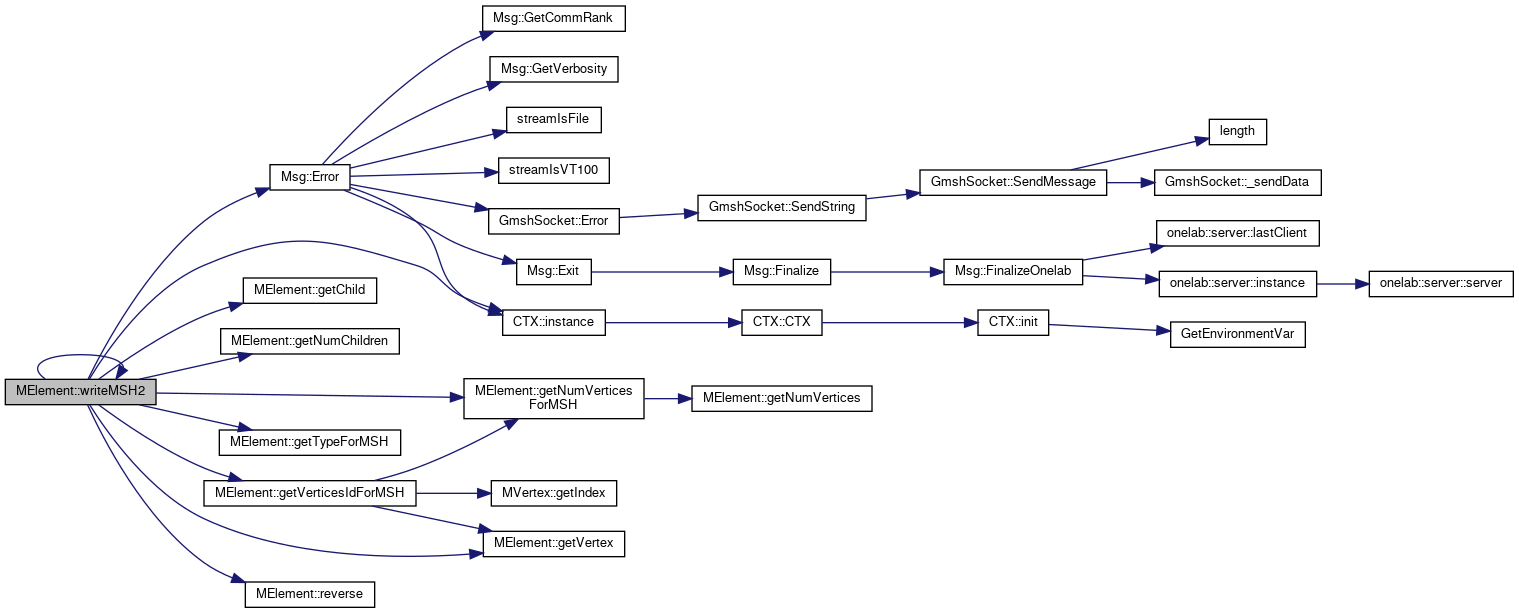 Msg::GetCommRank
Msg::GetVerbosity
streamIsFile
length
streamIsVT100
Msg::Error
GmshSocket::SendMessage
GmshSocket::_sendData
GmshSocket::SendString
GmshSocket::Error
onelab::server::lastClient
Msg::Exit
Msg::Finalize
Msg::FinalizeOnelab
onelab::server::instance
onelab::server::server
MElement::getChild
CTX::instance
CTX::CTX
CTX::init
GetEnvironmentVar
MElement::getNumChildren
MElement::writeMSH2
MElement::getNumVertices
ForMSH
MElement::getNumVertices
MElement::getTypeForMSH
MElement::getVerticesIdForMSH
MVertex::getIndex
MElement::getVertex
MElement::reverse